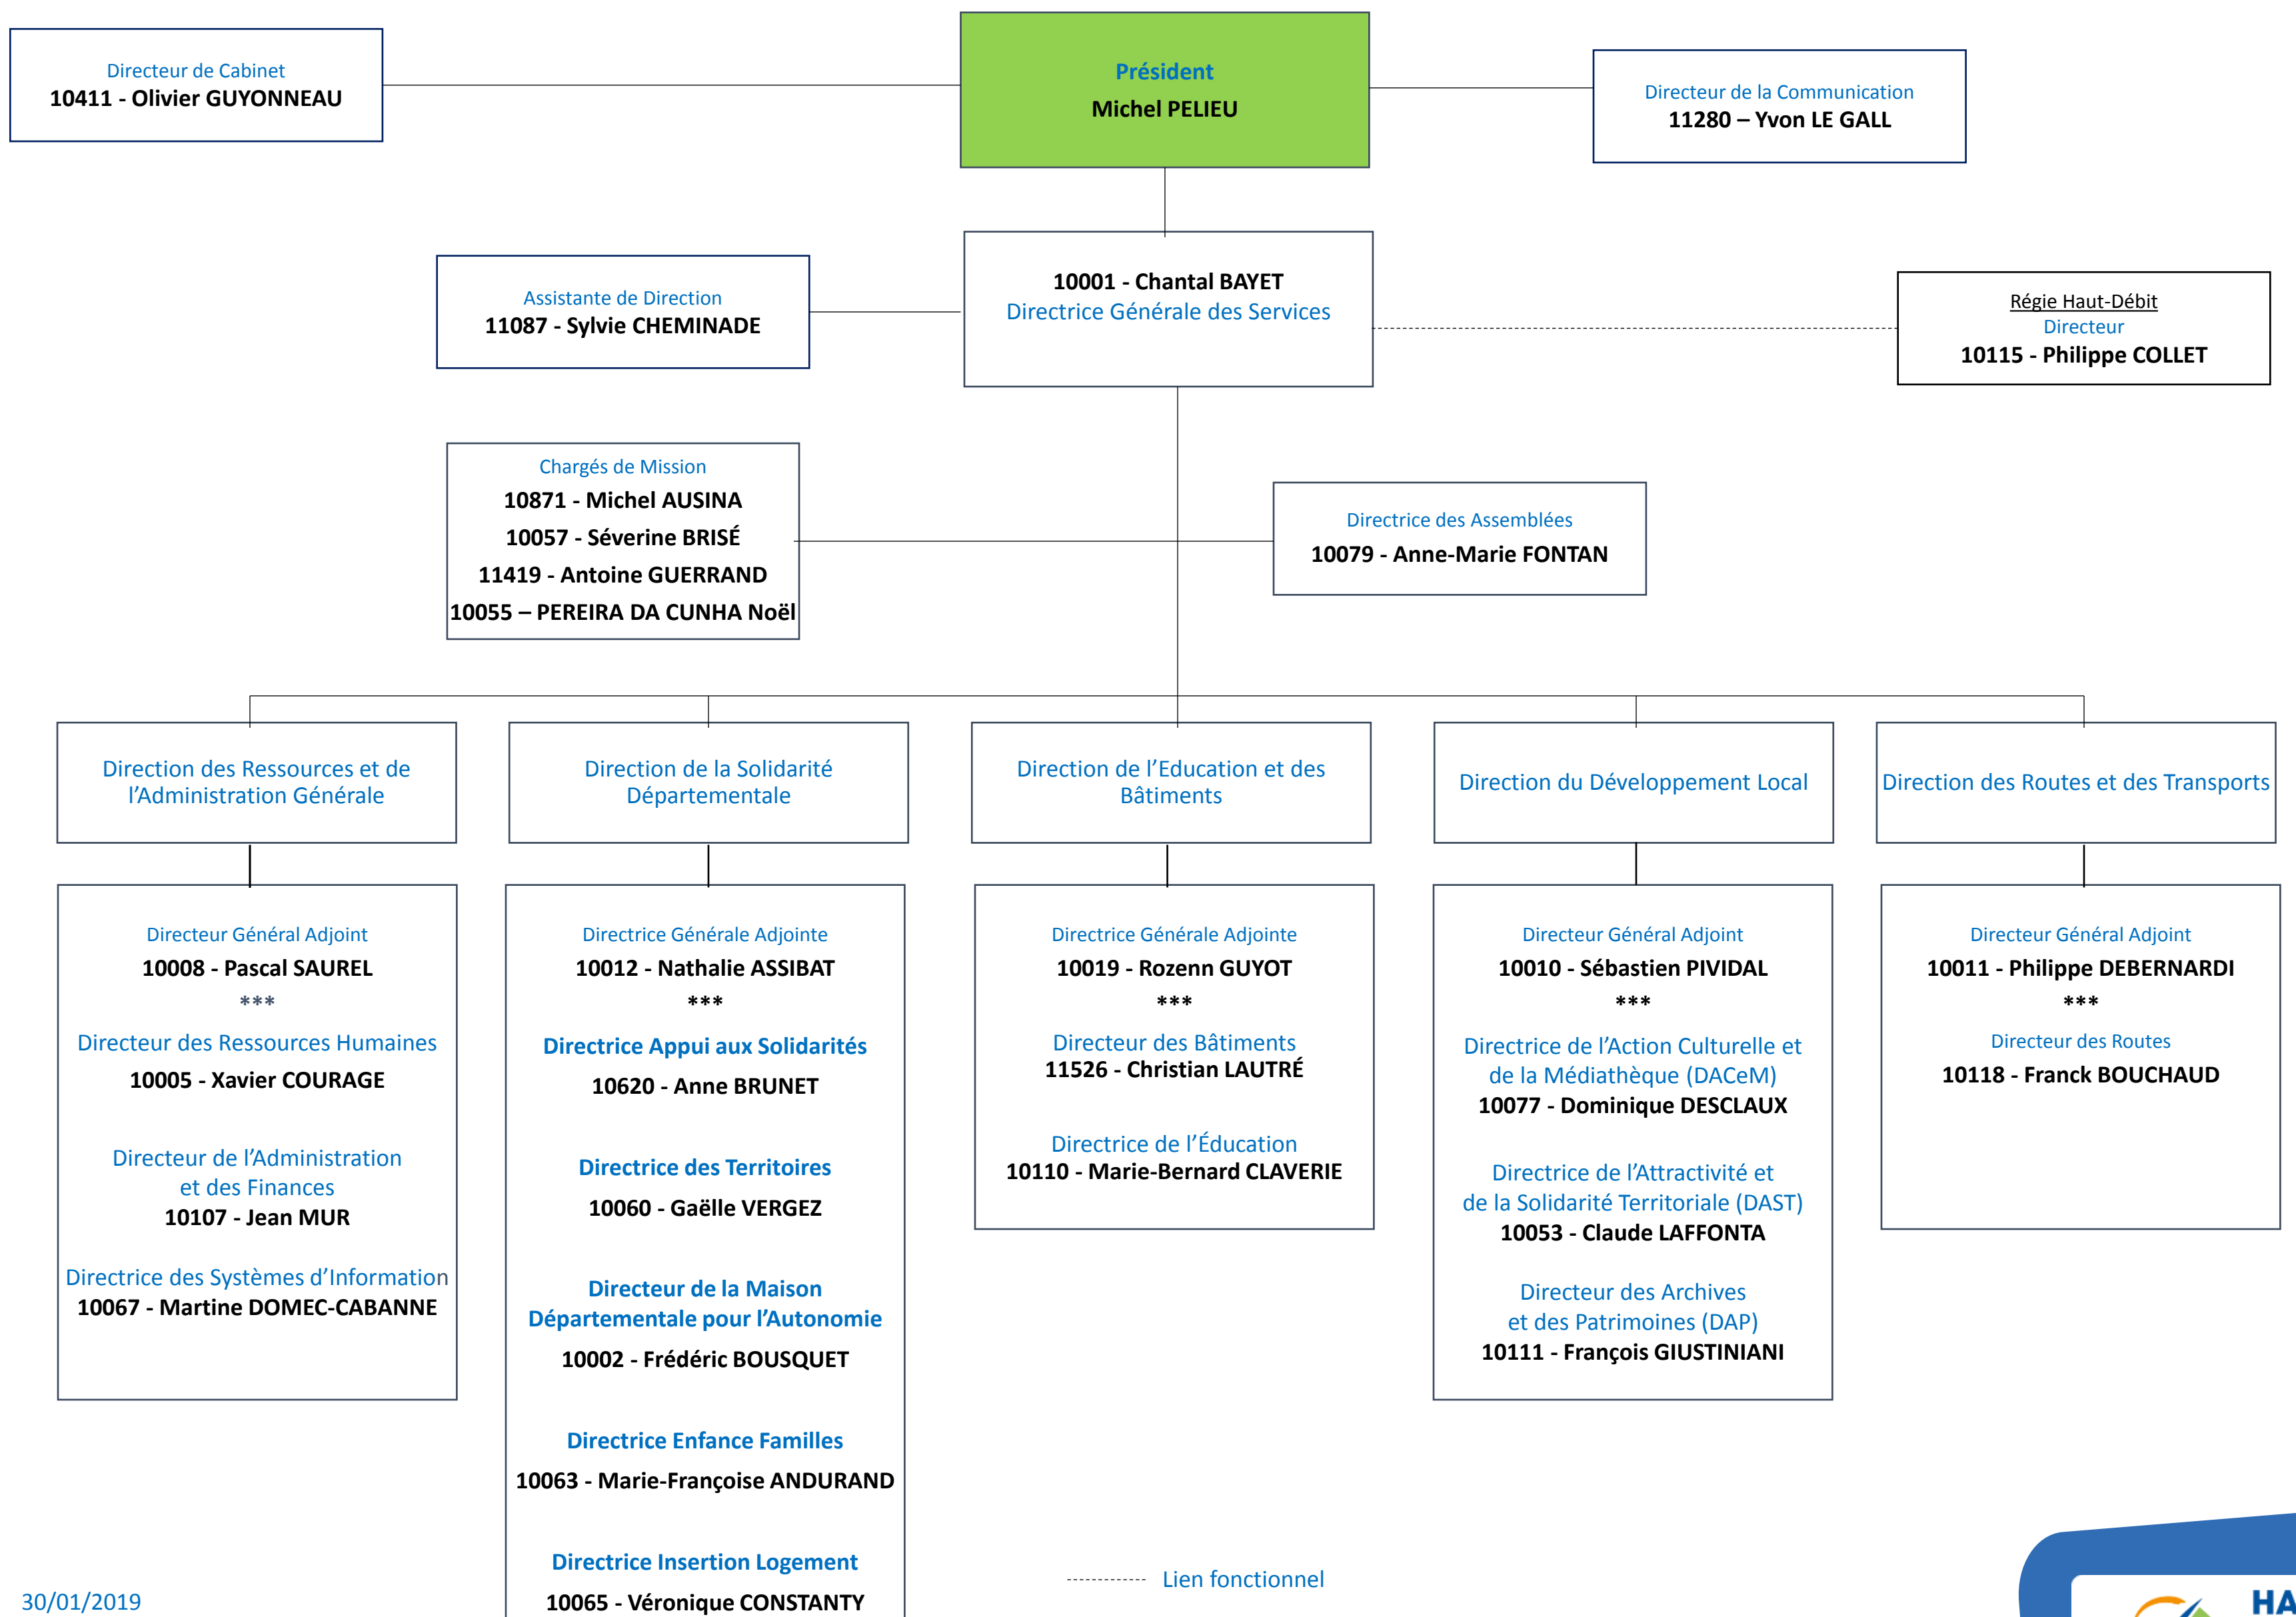 Directeur de Cabinet
10411 - Olivier GUYONNEAU
Président
Michel PELIEU
Directeur de la Communication
11280 – Yvon LE GALL
Assistante de Direction
11087 - Sylvie CHEMINADE
10001 - Chantal BAYET
Directrice Générale des Services
Régie Haut-Débit
Directeur
10115 - Philippe COLLET
Chargés de Mission
10871 - Michel AUSINA
10057 - Séverine BRISÉ
11419 - Antoine GUERRAND
10055 – PEREIRA DA CUNHA Noël
Directrice des Assemblées
10079 - Anne-Marie FONTAN
Direction des Ressources et de
l’Administration Générale
Direction de la Solidarité
Départementale
Direction de l’Education et des
Bâtiments
Direction du Développement Local
Direction des Routes et des Transports
Directeur Général Adjoint
10008 - Pascal SAUREL
***
Directeur des Ressources Humaines
10005 - Xavier COURAGE
Directeur de l’Administration
et des Finances
10107 - Jean MUR
Directrice des Systèmes d’Information
10067 - Martine DOMEC-CABANNE
Directrice Générale Adjointe
10012 - Nathalie ASSIBAT
***
Directrice Appui aux Solidarités
10620 - Anne BRUNET
Directrice des Territoires
10060 - Gaëlle VERGEZ
Directeur de la Maison
Départementale pour l’Autonomie
10002 - Frédéric BOUSQUET
Directrice Enfance Familles
10063 - Marie-Françoise ANDURAND
Directrice Insertion Logement
10065 - Véronique CONSTANTY
Directrice Générale Adjointe
10019 - Rozenn GUYOT
***
Directeur des Bâtiments
11526 - Christian LAUTRÉ
Directrice de l’Éducation
10110 - Marie-Bernard CLAVERIE
Directeur Général Adjoint
10010 - Sébastien PIVIDAL
***
Directrice de l’Action Culturelle et
de la Médiathèque (DACeM)
10077 - Dominique DESCLAUX
Directrice de l’Attractivité et
de la Solidarité Territoriale (DAST)
10053 - Claude LAFFONTA
Directeur des Archives
et des Patrimoines (DAP)
10111 - François GIUSTINIANI
Directeur Général Adjoint
10011 - Philippe DEBERNARDI
***
Directeur des Routes
10118 - Franck BOUCHAUD
30/01/2019
Lien fonctionnel
HA